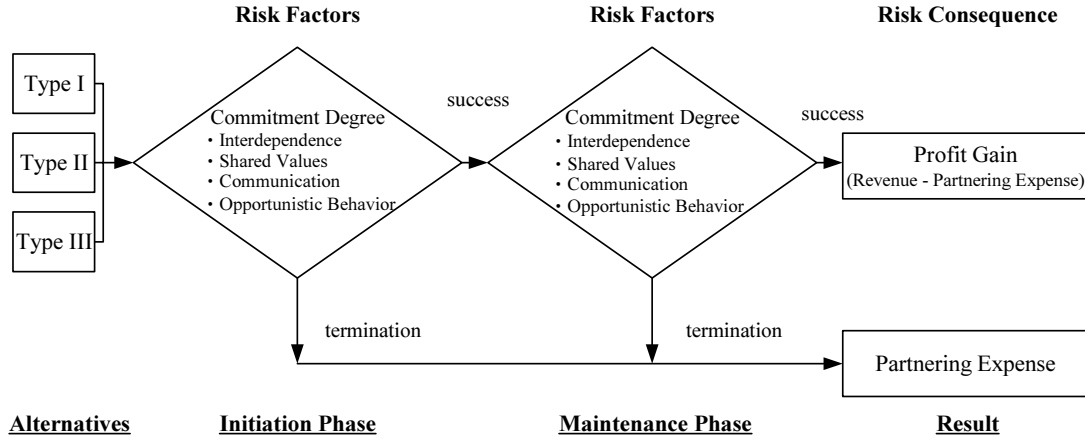 Risk Factors
Risk Factors
Risk Consequence
Type I
Type II
Type III
Commitment Degree
・Interdependence
・Shared Values
・Communication
・Opportunistic Behavior
success
Commitment Degree
・Interdependence
・Shared Values
・Communication
・Opportunistic Behavior
success
Profit Gain
(Revenue - Partnering Expense)
termination
termination
Partnering Expense
Alternatives
Initiation Phase
Maintenance Phase
Result